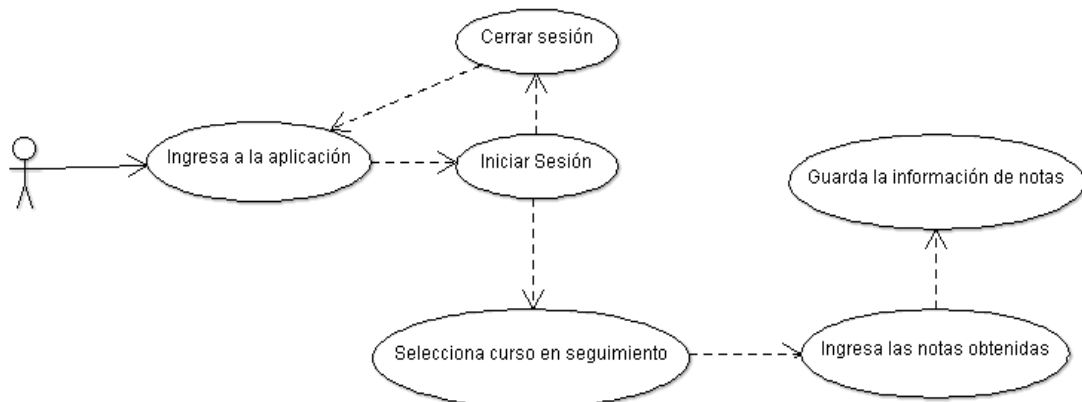 Cerrar sesión
Ingresa a la aplicación
Iniciar Sesión
Guarda la información de notas
Selecciona curso en seguimiento
Ingresa las notas obtenidas